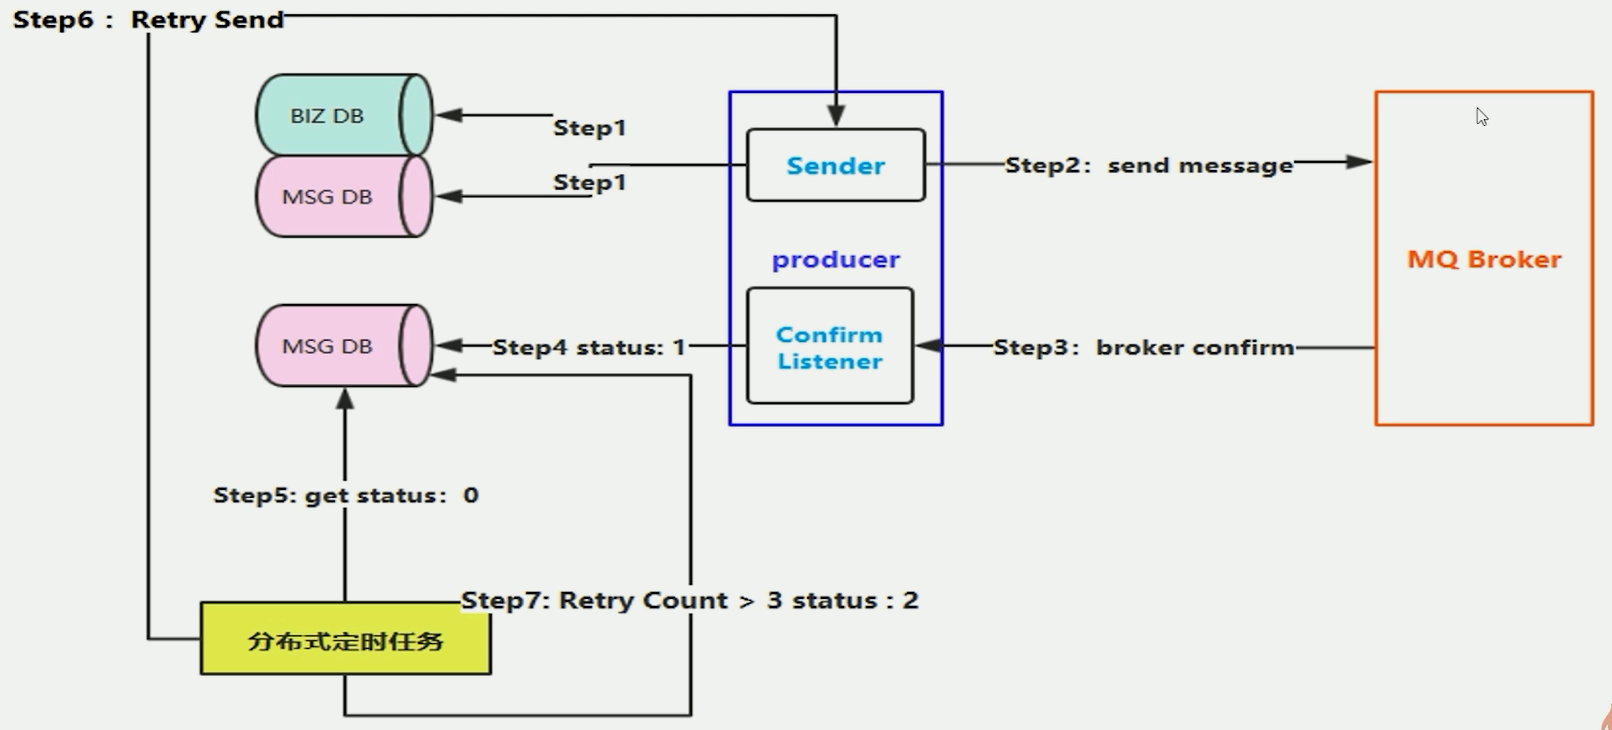 Step6： Retry Send
BIZ DB
Step1
MSG DB
Step1
Sender
Step2：send message
producer
MQ Broker
MSG DB
Step4 status: 1
Confirm
Listener
Step3：broker confirm
Step5: get status：0
Step7: Retry Count > 3 status : 2
分布式定时任务